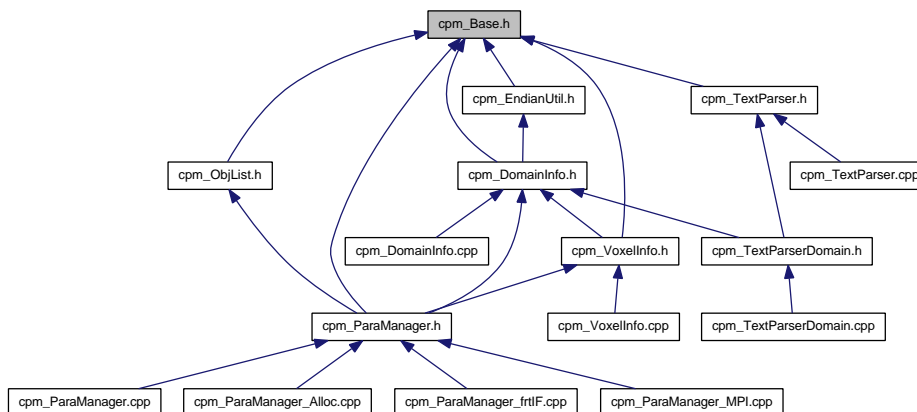 cpm_Base.h
cpm_EndianUtil.h
cpm_TextParser.h
cpm_ObjList.h
cpm_DomainInfo.h
cpm_TextParser.cpp
cpm_DomainInfo.cpp
cpm_VoxelInfo.h
cpm_TextParserDomain.h
cpm_ParaManager.h
cpm_VoxelInfo.cpp
cpm_TextParserDomain.cpp
cpm_ParaManager.cpp
cpm_ParaManager_Alloc.cpp
cpm_ParaManager_frtIF.cpp
cpm_ParaManager_MPI.cpp